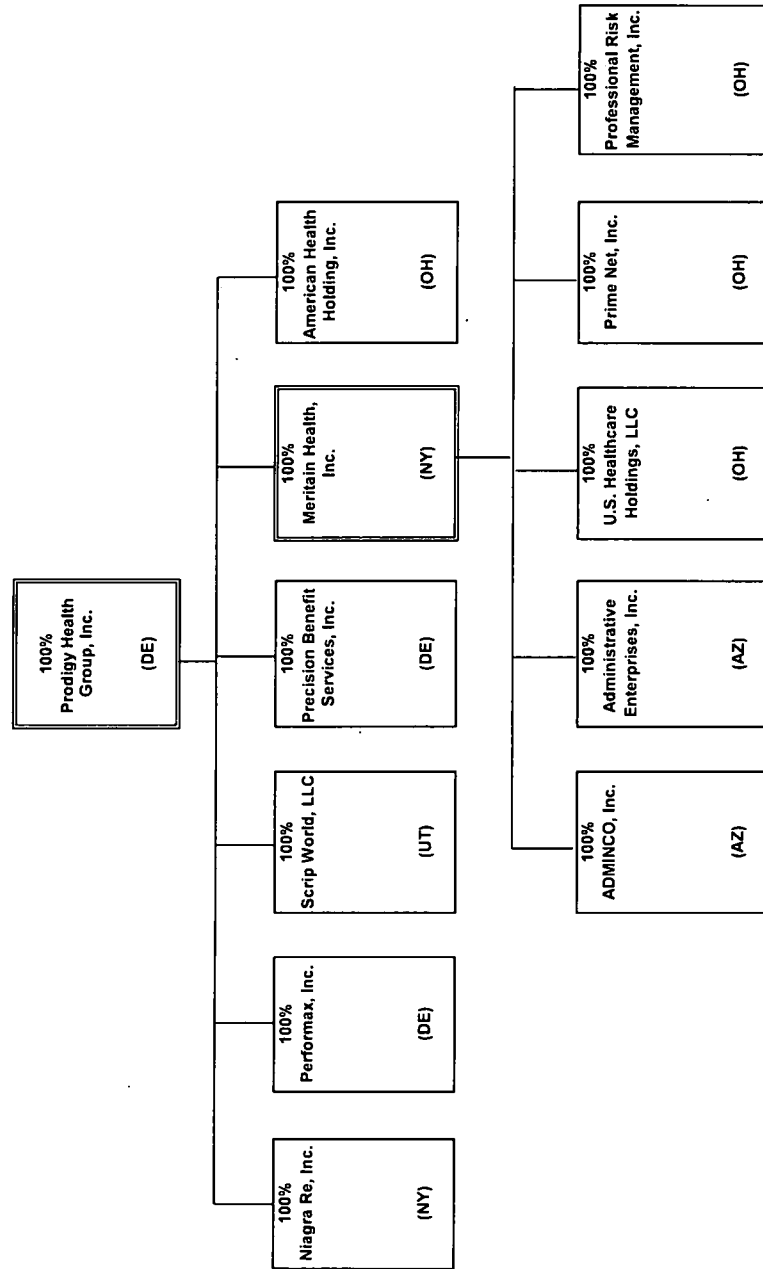 100%
Prodigy Health
Group, Inc.
(DE)
100%
Niagra Re, Inc.
(NY)
100%
Performax, Inc.
(DE)
100%
Scrip World, LLC
(UT)
100%
Precision Benefit
Services, Inc.
(DE)
100%
Meritain Health,
Inc.
(NY)
100%
American Health
Holding, Inc.
(OH)
100%
ADMINCO, Inc.
(AZ)
100%
Administrative
Enterprises, Inc.
(AZ)
100%
U.S. Healthcare
Holdings, LLC
(OH)
100%
Prime Net, Inc.
(OH)
100%
Professional Risk
Management, Inc.
(OH)